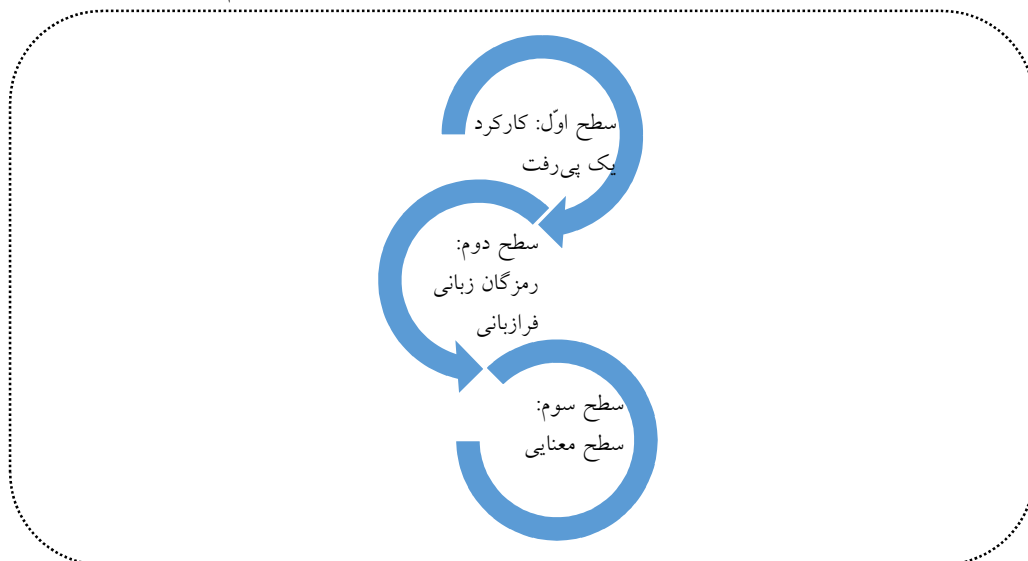 سطح اوّل: کارکرد
یک پی‌رفت
سطح دوم:
رمزگان زبانی
فرازبانی
سطح سوم:
سطح معنایی